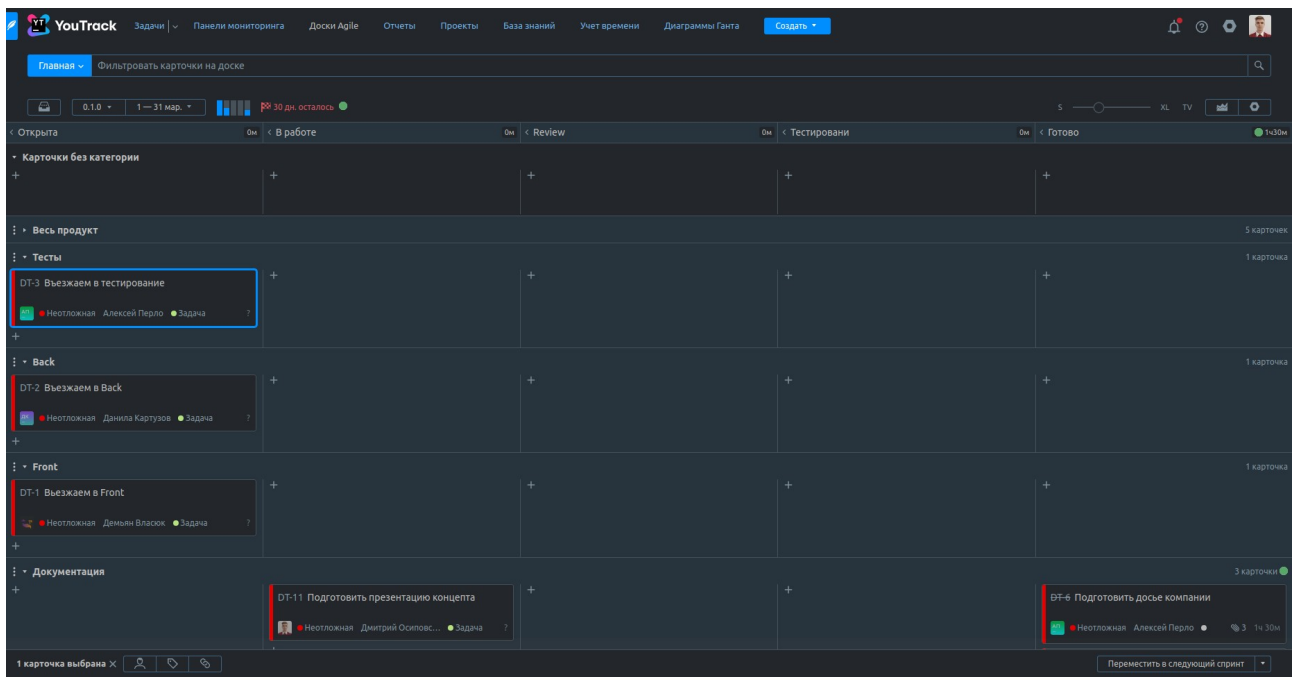 YouTrack Задачи Панели мониторинга Доски Agile Отчеты Проекты База знаний Учет времени Диаграммы Ганта Создать
Главная Фильтровать карточки на доске
0.1.0 1 — 31 мар. 30 дн. осталось S XL TV
Открыта 0м В работе 0м Review 0м Тестировани 0м Готово 1ч30м
Карточки без категории
Весь продукт 5 карточек
Тесты 1 карточка
DT-3 Въезжаем в тестирование
АП Неотложная Алексей Перло Задача ?
Back 1 карточка
DT-2 Въезжаем в Back
Неотложная Данила Картузов Задача ?
Front 1 карточка
DT-1 Вьезжаем в Front
Неотложная Демьян Власюк Задача ?
Документация 3 карточки
DT-11 Подготовить презентацию концепта DT-6 Подготовить досье компании
Неотложная Дмитрий Осиповс... Задача ? АП Неотложная Алексей Перло 3 1ч 30м
1 карточка выбрана Переместить в следующий спринт